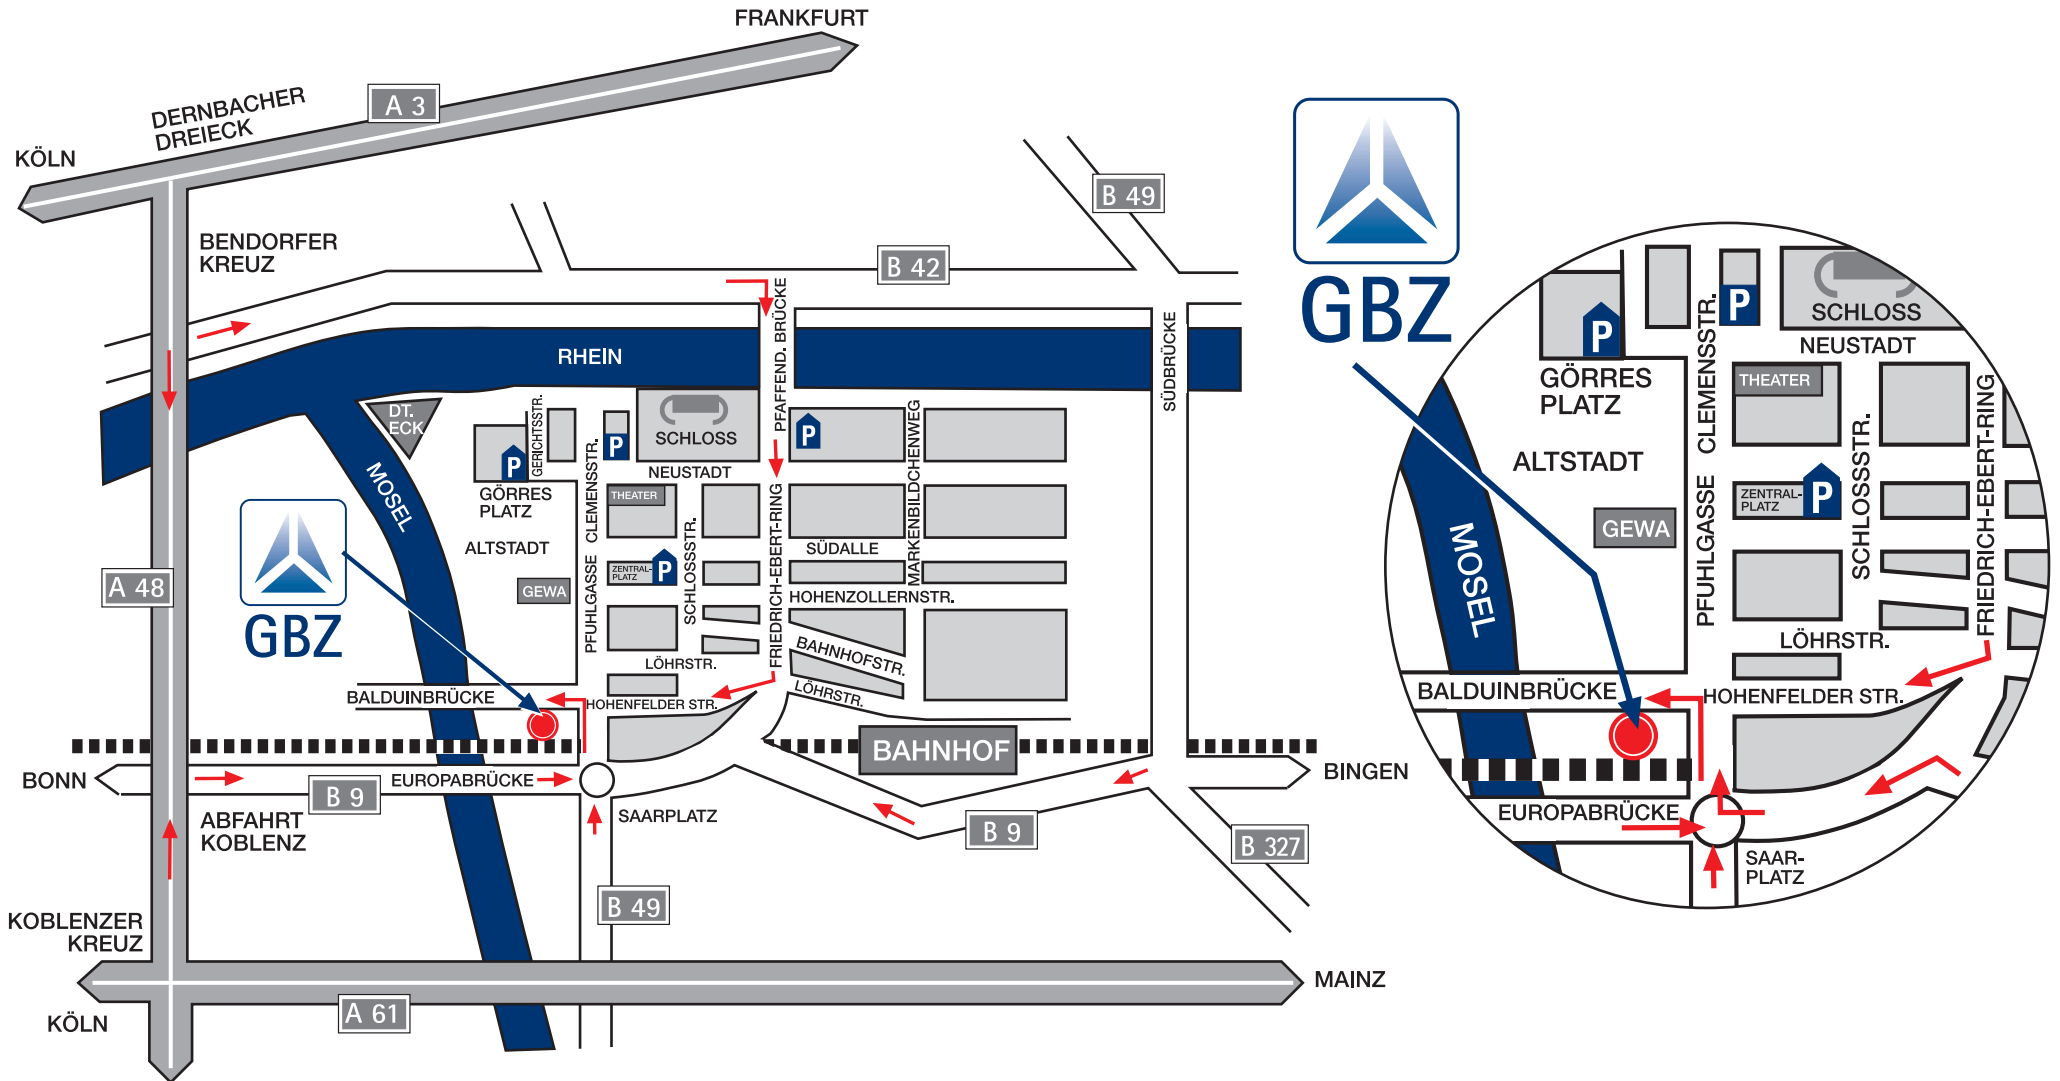 FRANKFURT
DERNBACHER
DREIECK
A 3
KÖLN
BENDORFER
KREUZ
B 49
B 42
RHEIN
PFAFFEND. BRÜCKE
SÜDBRÜCKE
DT.
ECK
MOSEL
GERICHTSSTR.
P
GÖRRES
PLATZ
CLEMENSSTR.
P
SCHLOSS
NEUSTADT
P
MARKENBILDCHENWEG
THEATER
ALTSTADT
SCHLOSSSTR.
FRIEDRICH-EBERT-RING
SÜDALLE
ZENTRAL-
PLATZ
P
GEWA
PFUHLGASSE
HOHENZOLLERNSTR.
A 48
GBZ
LÖHRSTR.
BAHNHOFSTR.
LÖHRSTR.
BALDUINBRÜCKE
HOHENFELDER STR.
BAHNHOF
BONN
B 9
EUROPABRÜCKE
BINGEN
ABFAHRT
KOBLENZ
SAARPLATZ
B 9
B 327
B 49
KOBLENZER
KREUZ
MAINZ
KÖLN
A 61
GBZ
P
GÖRRES
PLATZ
CLEMENSSTR.
P
SCHLOSS
NEUSTADT
THEATER
ALTSTADT
ZENTRAL-
PLATZ
P
SCHLOSSSTR.
FRIEDRICH-EBERT-RING
GEWA
PFUHLGASSE
MOSEL
LÖHRSTR.
BALDUINBRÜCKE
HOHENFELDER STR.
EUROPABRÜCKE
SAAR-
PLATZ